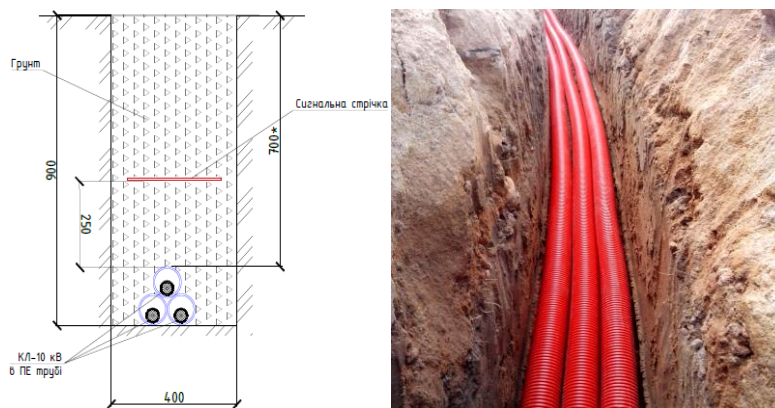 Грунт
Сигнальна стрічка
700*
900
250
КЛ-10 кВ
в ПЕ трубі
400